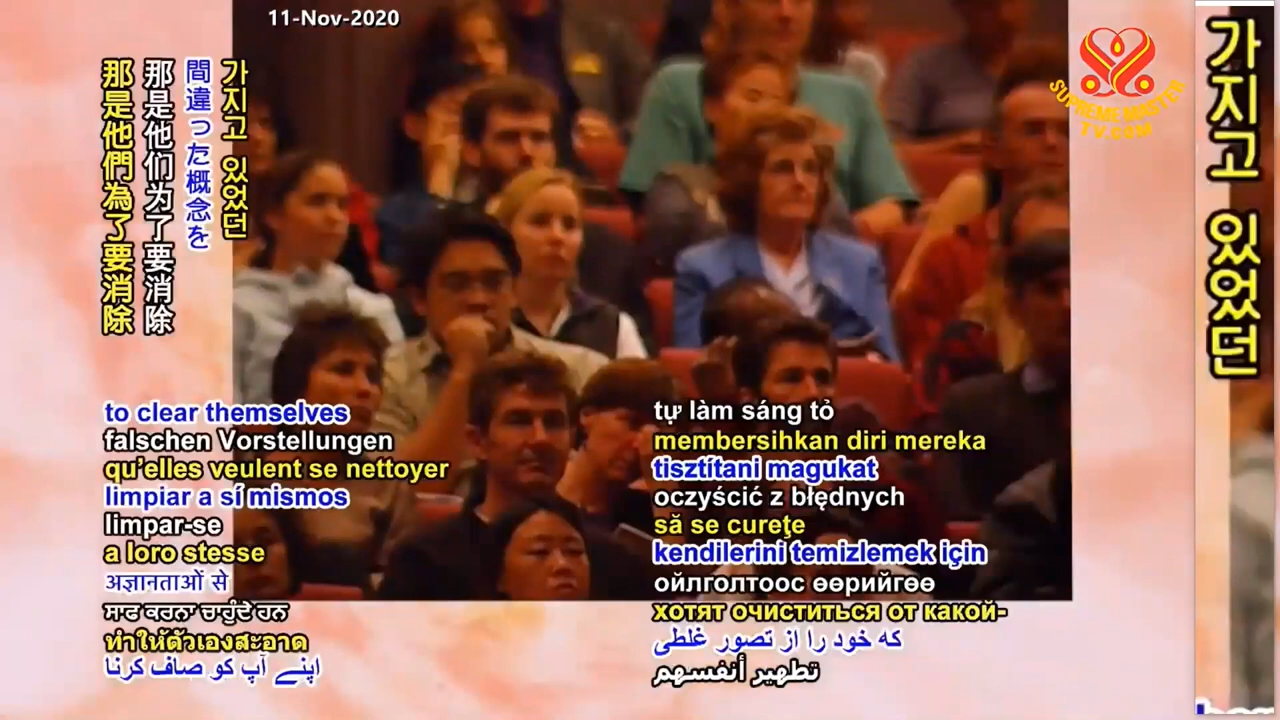 11-Nov-2020
SUPREME MASTER
TV.COM
가지고 있었던
間違った概念を
那是他们为了要消除
那是他們為了要消除
가지고 있었던
to clear themselves
falschen Vorstellungen
qu'elles veulent se nettoyer
limpiar a sí mismos
limpar-se
a loro stesse
अज्ञानताओं से
ਸਾਫ ਕਰਨਾ ਚਾਹੁੰਦੇ ਹਨ
ทำให้ตัวเองสะอาด
اپنے آپ کو صاف کرنا
tự làm sáng tỏ
membersihkan diri mereka
tisztítani magukat
oczyścić z błędnych
să se cureţe
kendilerini temizlemek için
ойлголтоос өөрийгөө
хотят очиститься от какой-
که خود را از تصور غلطی
تطهير أنفسهم